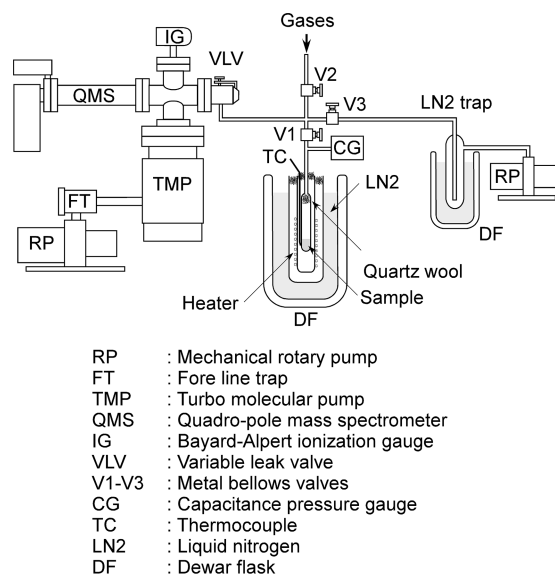 Gases
IG
VLV
V2
QMS
V3
LN2 trap
V1
CG
TC
TMP
LN2
RP
FT
DF
RP
Quartz wool
Heater
Sample
DF
RP : Mechanical rotary pump
FT : Fore line trap
TMP : Turbo molecular pump
QMS : Quadro-pole mass spectrometer
IG : Bayard-Alpert ionization gauge
VLV : Variable leak valve
V1-V3 : Metal bellows valves
CG : Capacitance pressure gauge
TC : Thermocouple
LN2 : Liquid nitrogen
DF : Dewar flask